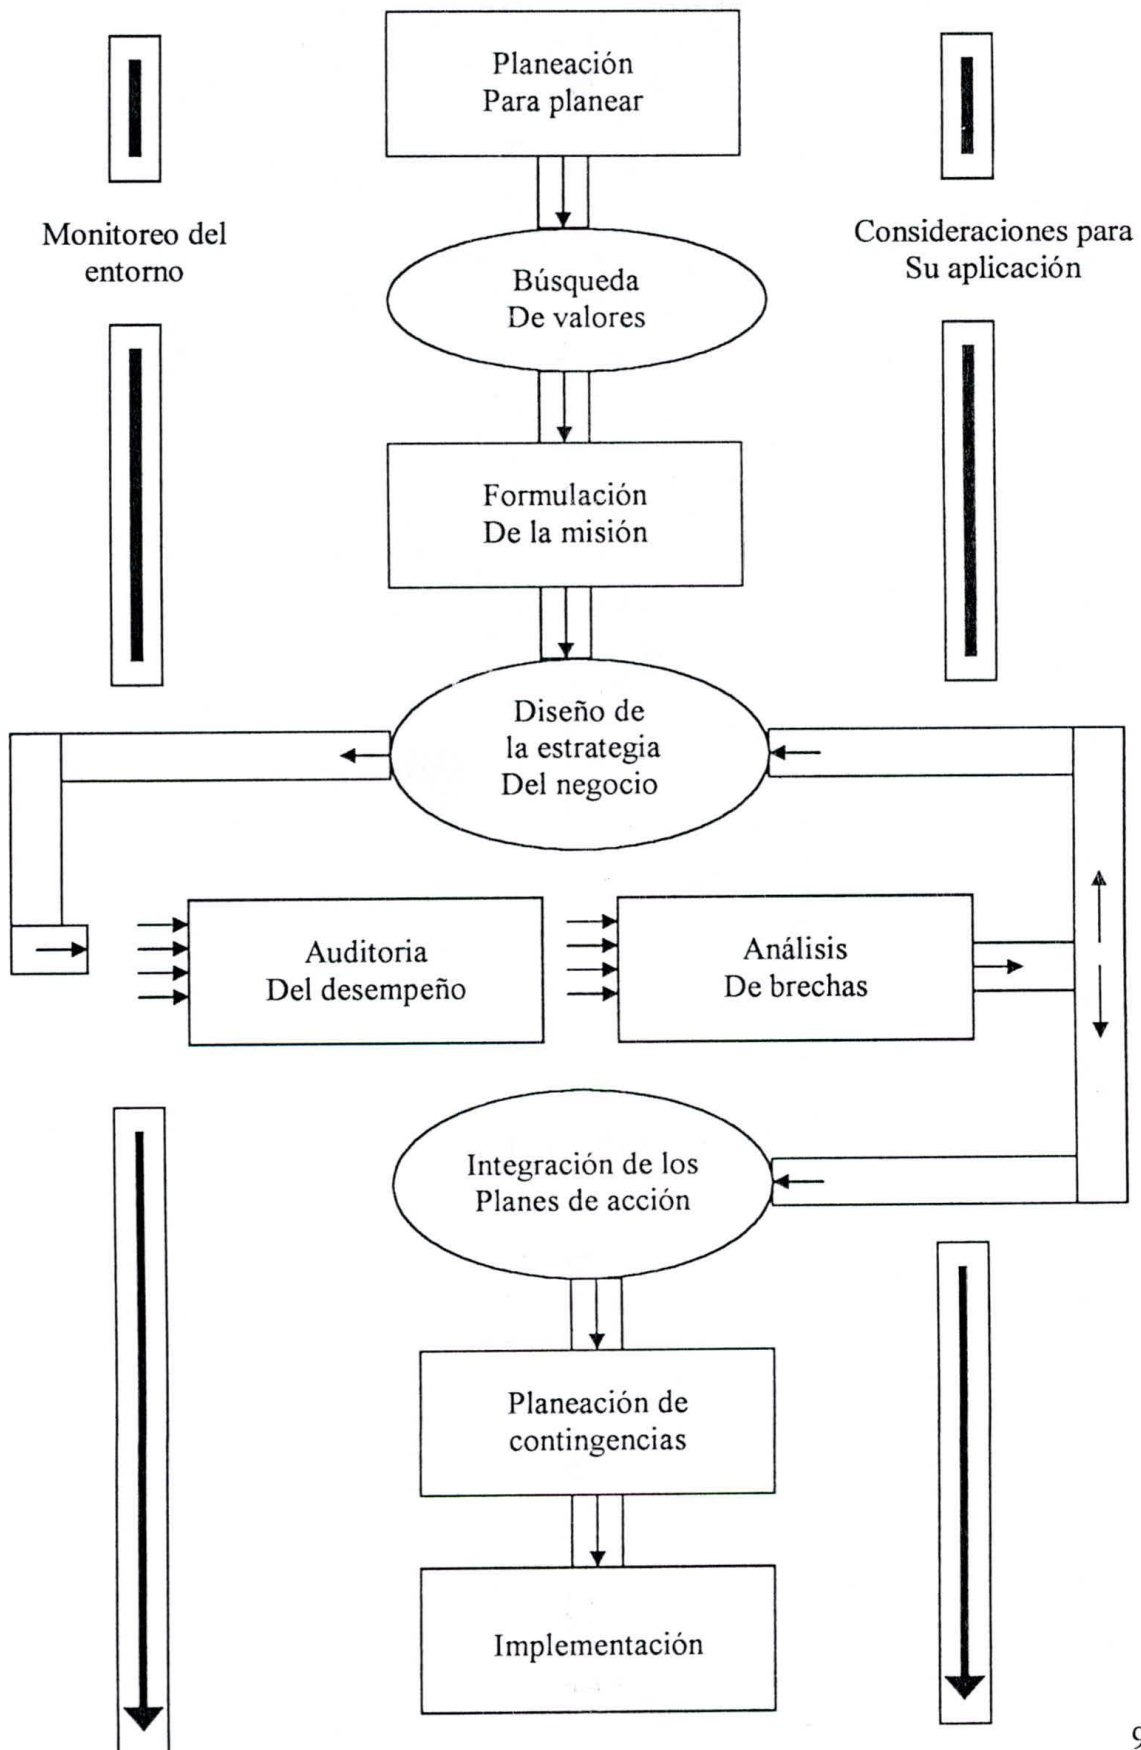 Planeación
Para planear
Monitoreo del
entorno
Consideraciones para
Su aplicación
Búsqueda
De valores
Formulación
De la misión
Diseño de
la estrategia
Del negocio
Auditoria
Del desempeño
Análisis
De brechas
Integración de los
Planes de acción
Planeación de
contingencias
Implementación
9